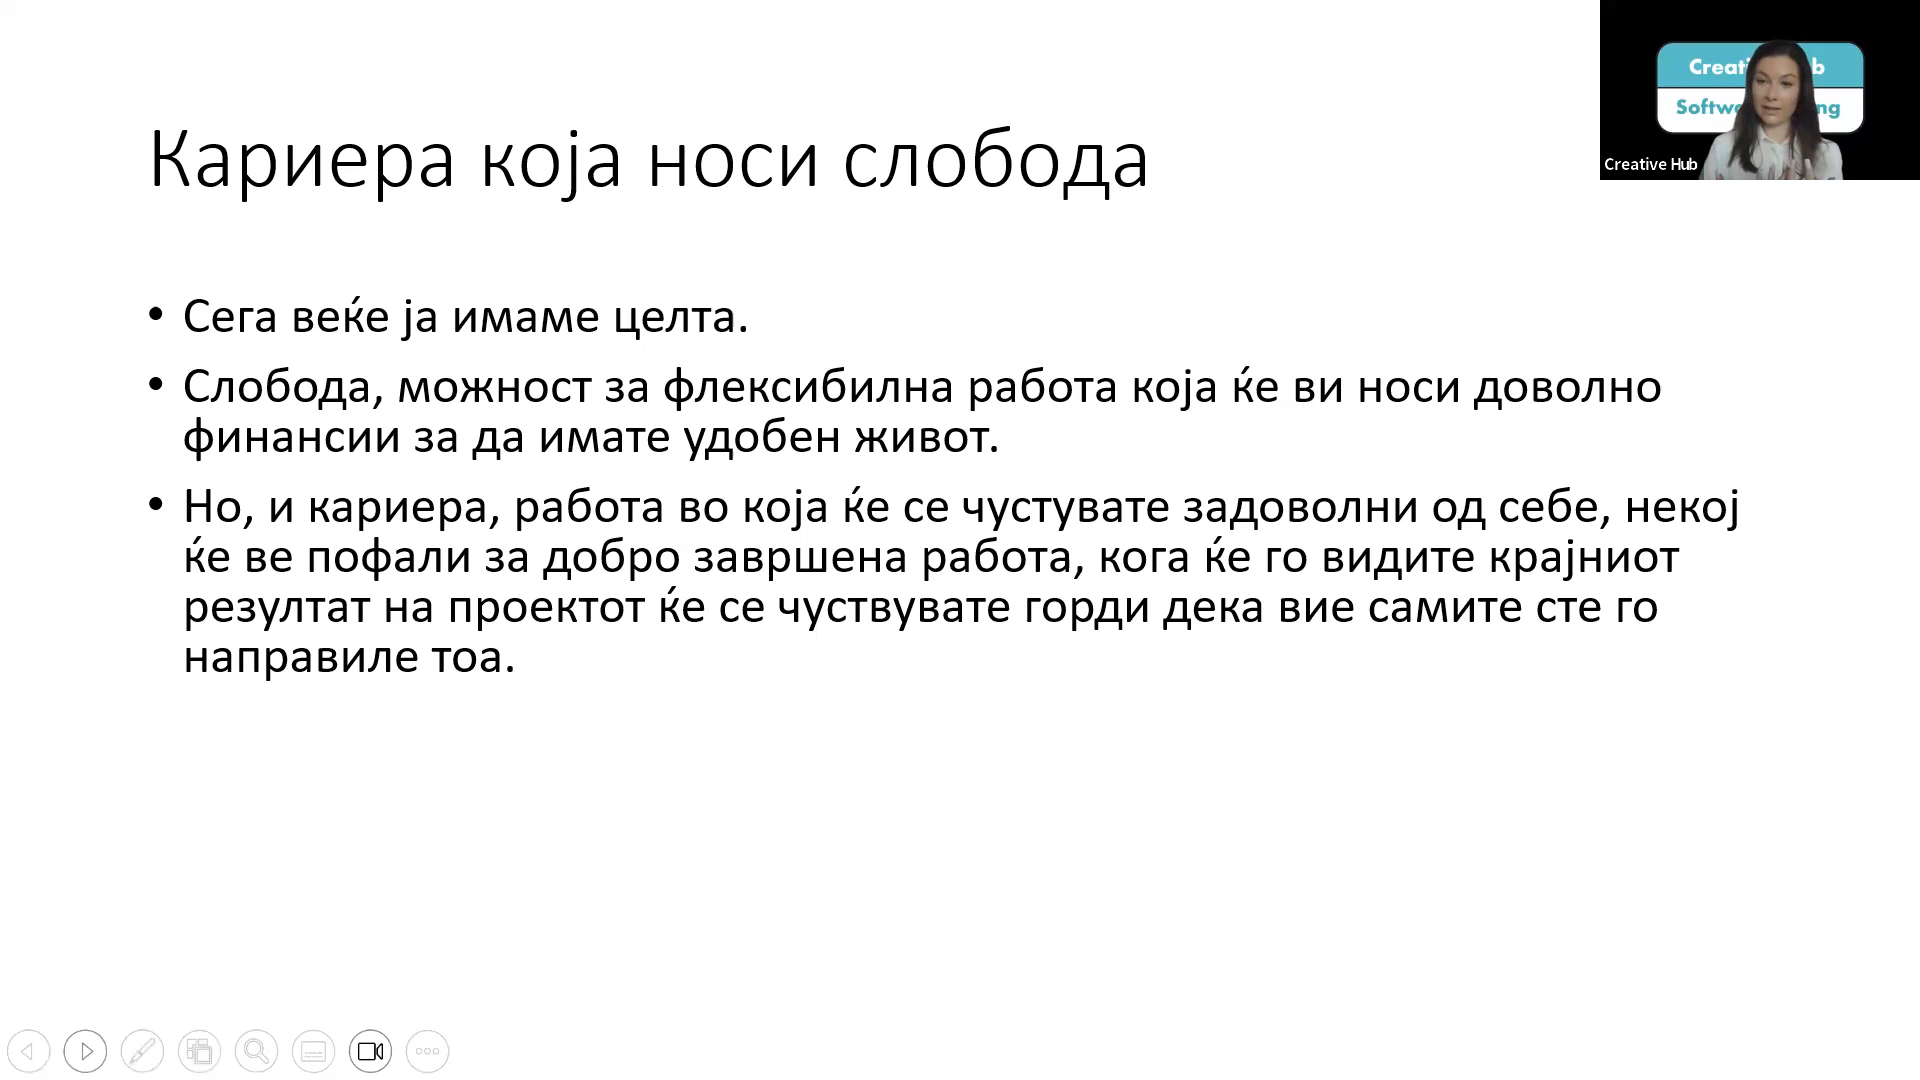 Кариера која носи слобода
• Сега веќе ја имаме целта.
• Слобода, можност за флексибилна работа која ќе ви носи доволно
финансии за да имате удобен живот.
• Но, и кариера, работа во која ќе се чустувате задоволни од себе, некој
ќе ве пофали за добро завршена работа, кога ќе го видите крајниот
резултат на проектот ќе се чуствувате горди дека вие самите сте го
направиле тоа.
Creative Hub